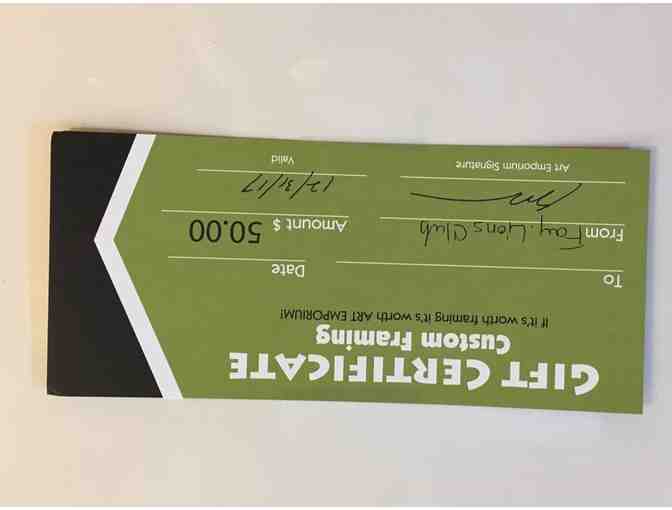 GIFT CERTIFICATE
Custom Framing
If it's worth framing it's worth ART EMPORIUM!
To Date
From Fay. Lions Club Amount $ 50.00
12/31/17
Art Emporium Signature Valid